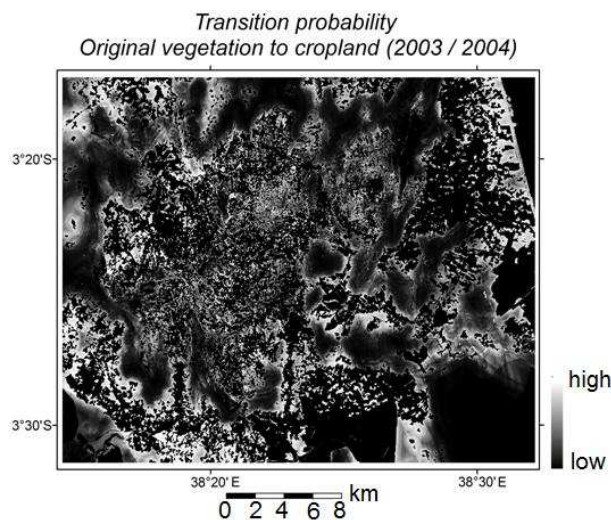 Transition probability
Original vegetation to cropland (2003 / 2004)
3°20'S
3°30'S
high
low
38°20' E
38°30'E
km
0 2 4 6 8